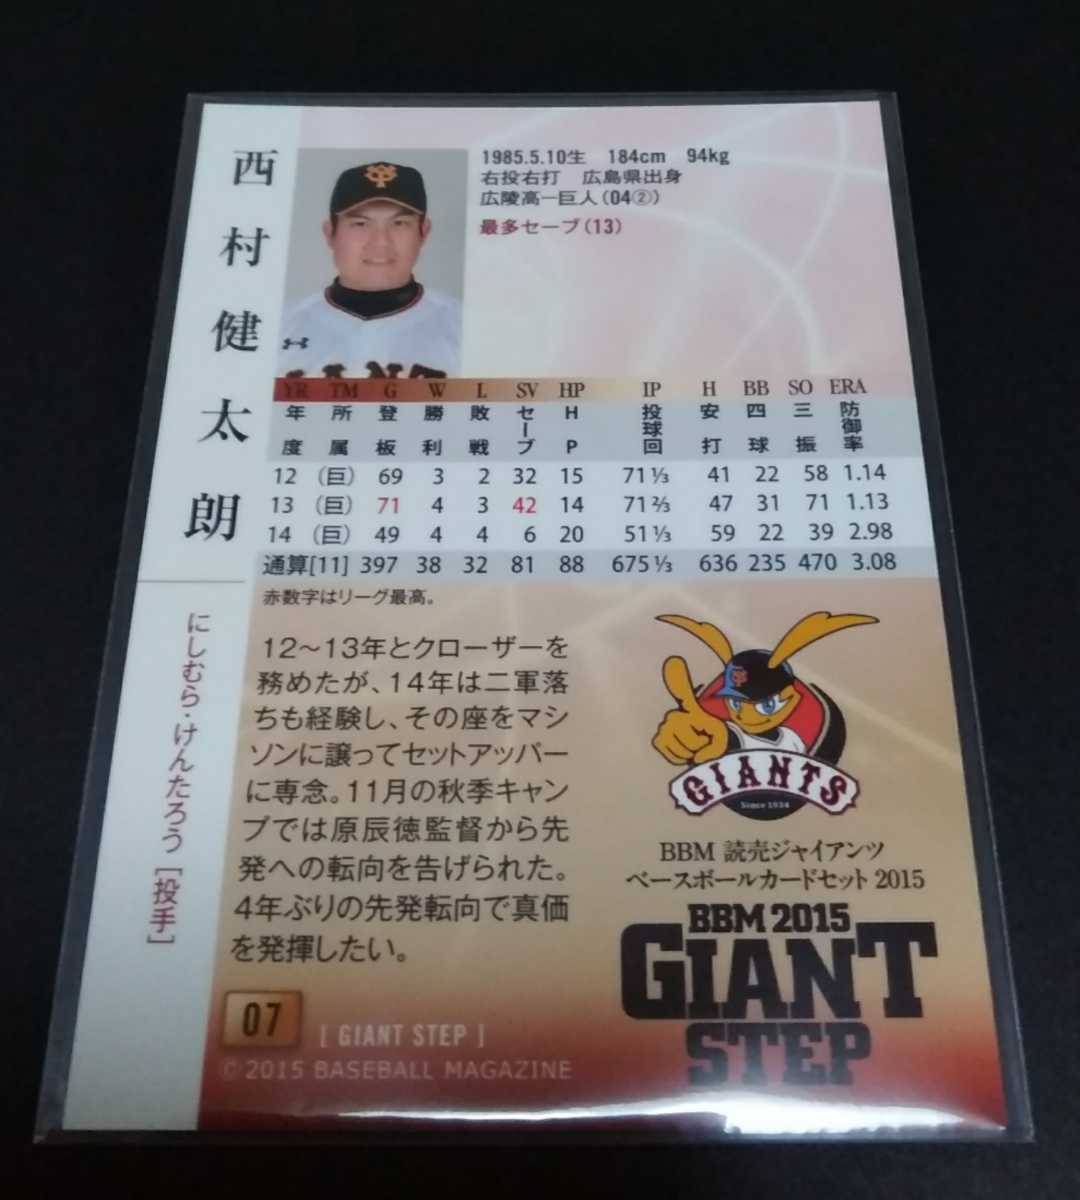 西村健太朗
にしむら・けんたろう［投手］
1985.5.10生 184cm 94kg
右投右打 広島県出身
広陵高ー巨人（04②）
最多セーブ（13）
YR TM G W L SV HP IP H BB SO ERA
年度 所属 登板 勝利 敗戦 セーブ HP 投球回 安打 四球 三振 防御率
12 （巨） 69 3 2 32 15 71 1/3 41 22 58 1.14
13 （巨） 71 4 3 42 14 71 2/3 47 31 71 1.13
14 （巨） 49 4 4 6 20 51 1/3 59 22 39 2.98
通算[11] 397 38 32 81 88 675 1/3 636 235 470 3.08
赤数字はリーグ最高。
12〜13年とクローザーを
務めたが、14年は二軍落
ちも経験し、その座をマシ
ソンに譲ってセットアッパー
に専念。11月の秋季キャン
プでは原辰徳監督から先
発への転向を告げられた。
4年ぶりの先発転向で真価
を発揮したい。
GIANTS
Since 1934
BBM 読売ジャイアンツ
ベースボールカードセット 2015
BBM 2015
GIANT
STEP
07
[ GIANT STEP ]
©2015 BASEBALL MAGAZINE